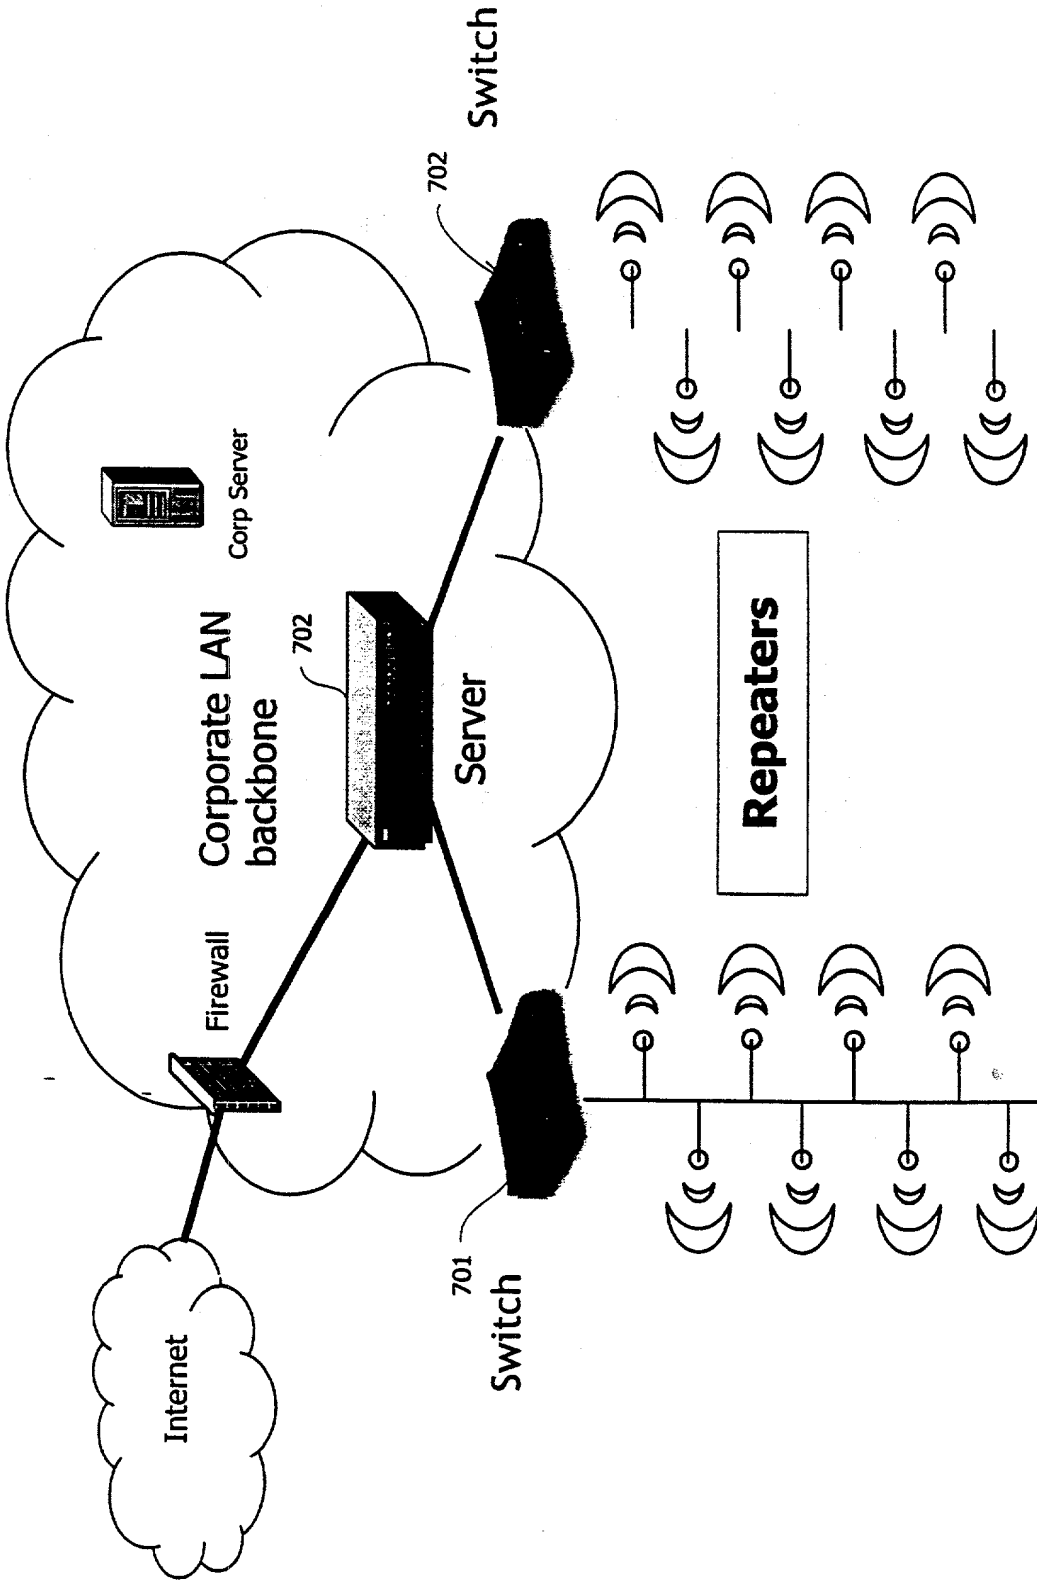 Internet
Firewall
Corporate LAN
backbone
Corp Server
702
Server
701
Switch
702
Switch
Repeaters